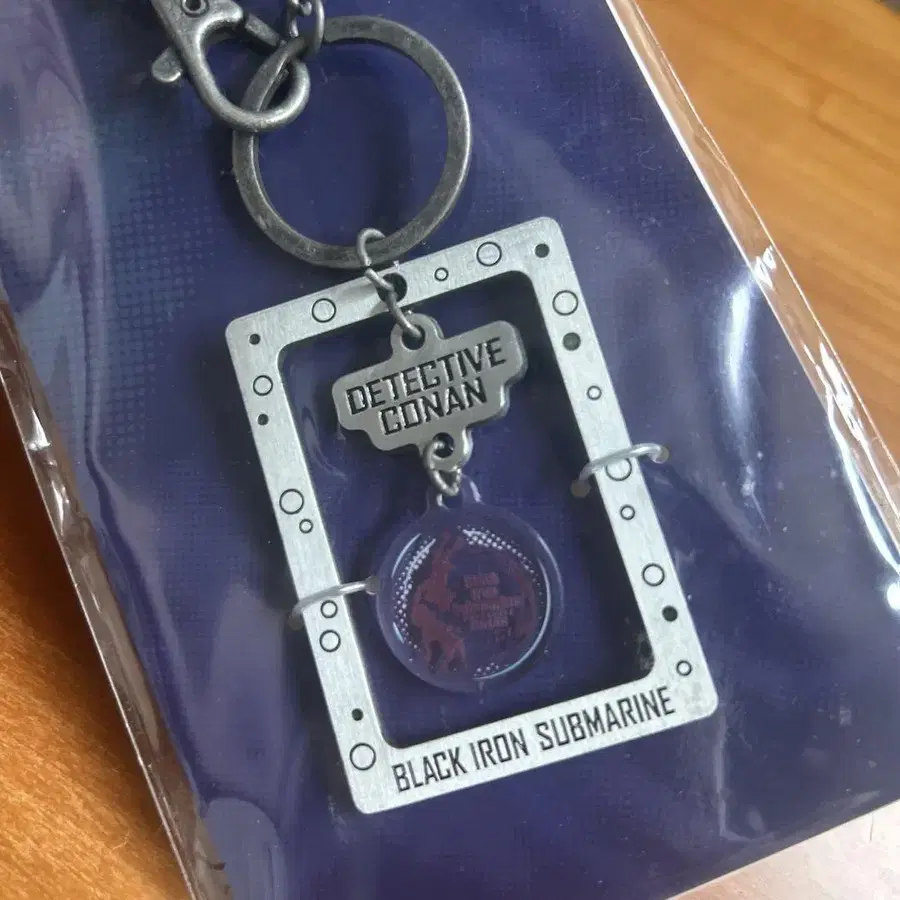 DETECTIVE
CONAN
BLACK IRON SUBMARINE